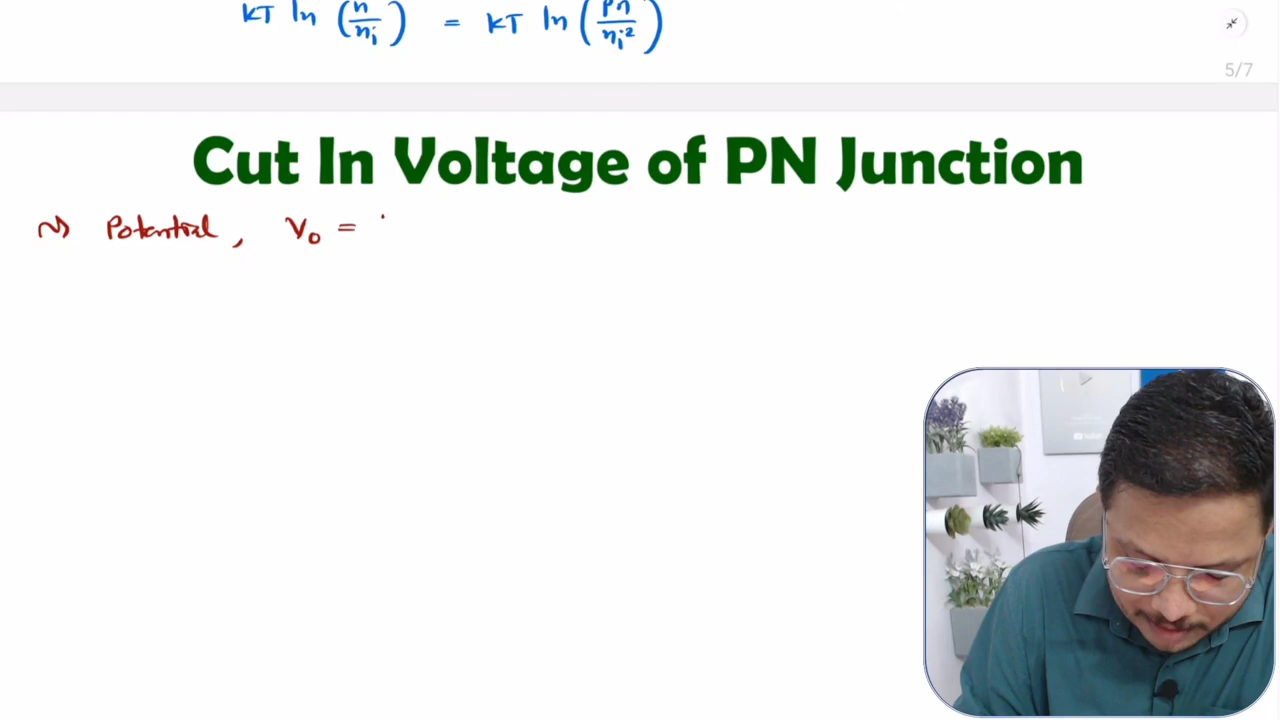 kT ln (n/ni) = kT ln (pn/ni²)
5/7
Cut In Voltage of PN Junction
~> Potential, V₀ =